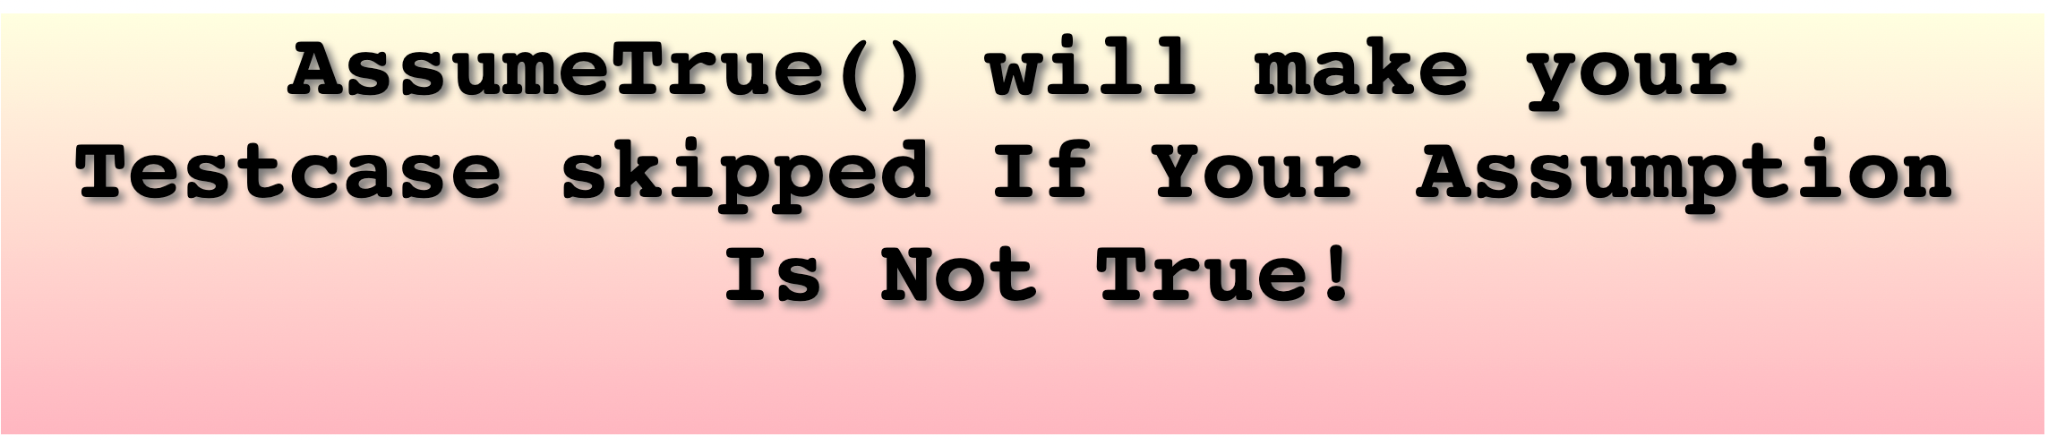 AssumeTrue() will make your
Testcase skipped If Your Assumption
Is Not True!